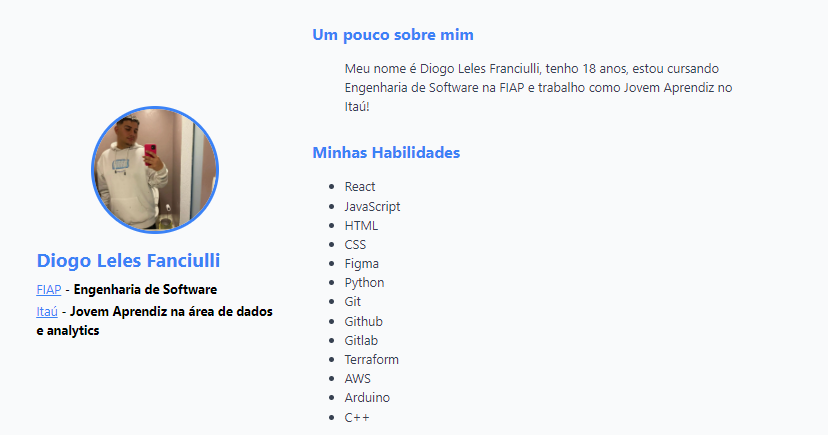 Diogo Leles Fanciulli
FIAP - Engenharia de Software
Itaú - Jovem Aprendiz na área de dados
e analytics
Um pouco sobre mim
Meu nome é Diogo Leles Franciulli, tenho 18 anos, estou cursando
Engenharia de Software na FIAP e trabalho como Jovem Aprendiz no
Itaú!
Minhas Habilidades
React
JavaScript
HTML
CSS
Figma
Python
Git
Github
Gitlab
Terraform
AWS
Arduino
C++